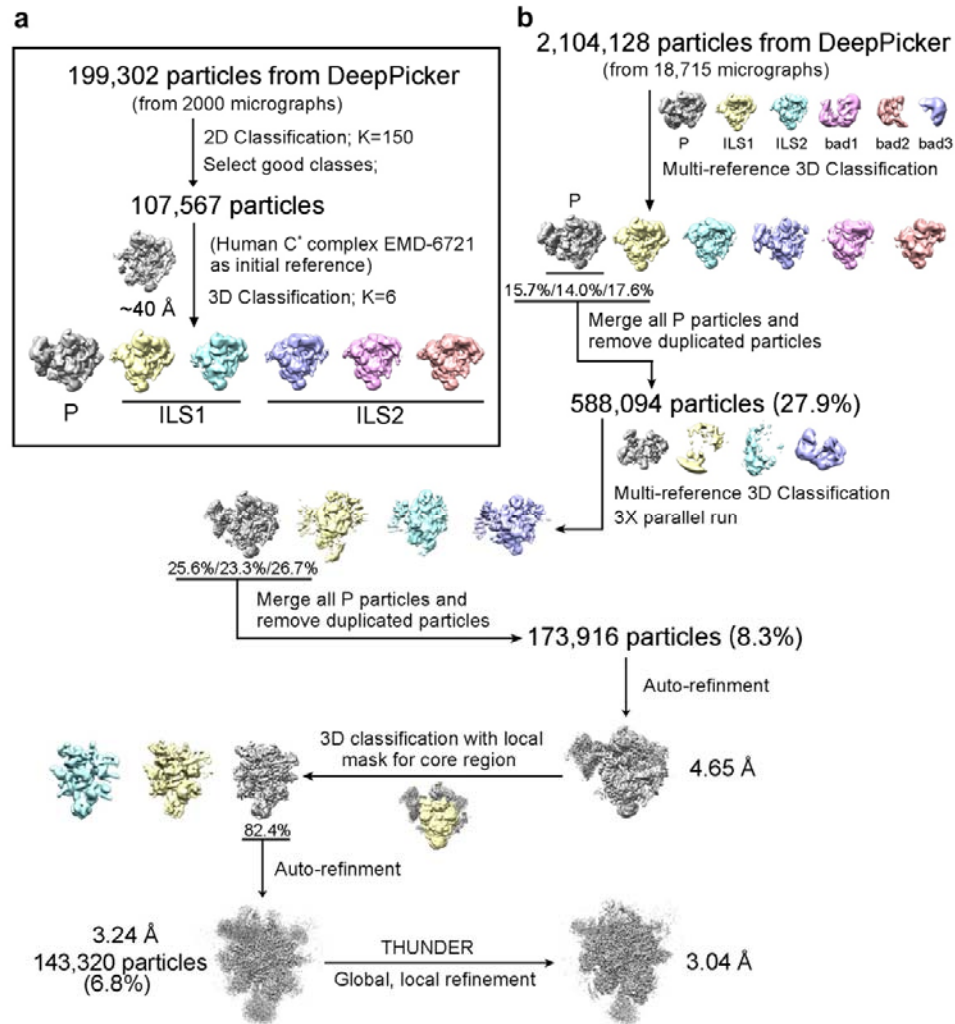 a
199,302 particles from DeepPicker
(from 2000 micrographs)
2D Classification; K=150
Select good classes;
107,567 particles
(Human C* complex EMD-6721
as initial reference)
~40 Å
3D Classification; K=6
P
ILS1
ILS2
b
2,104,128 particles from DeepPicker
(from 18,715 micrographs)
P
ILS1
ILS2
bad1
bad2
bad3
Multi-reference 3D Classification
P
15.7%/14.0%/17.6%
Merge all P particles and
remove duplicated particles
588,094 particles (27.9%)
Multi-reference 3D Classification
3X parallel run
25.6%/23.3%/26.7%
Merge all P particles and
remove duplicated particles
173,916 particles (8.3%)
Auto-refinment
4.65 Å
3D classification with local
mask for core region
82.4%
Auto-refinment
3.24 Å
143,320 particles
(6.8%)
THUNDER
Global, local refinement
3.04 Å